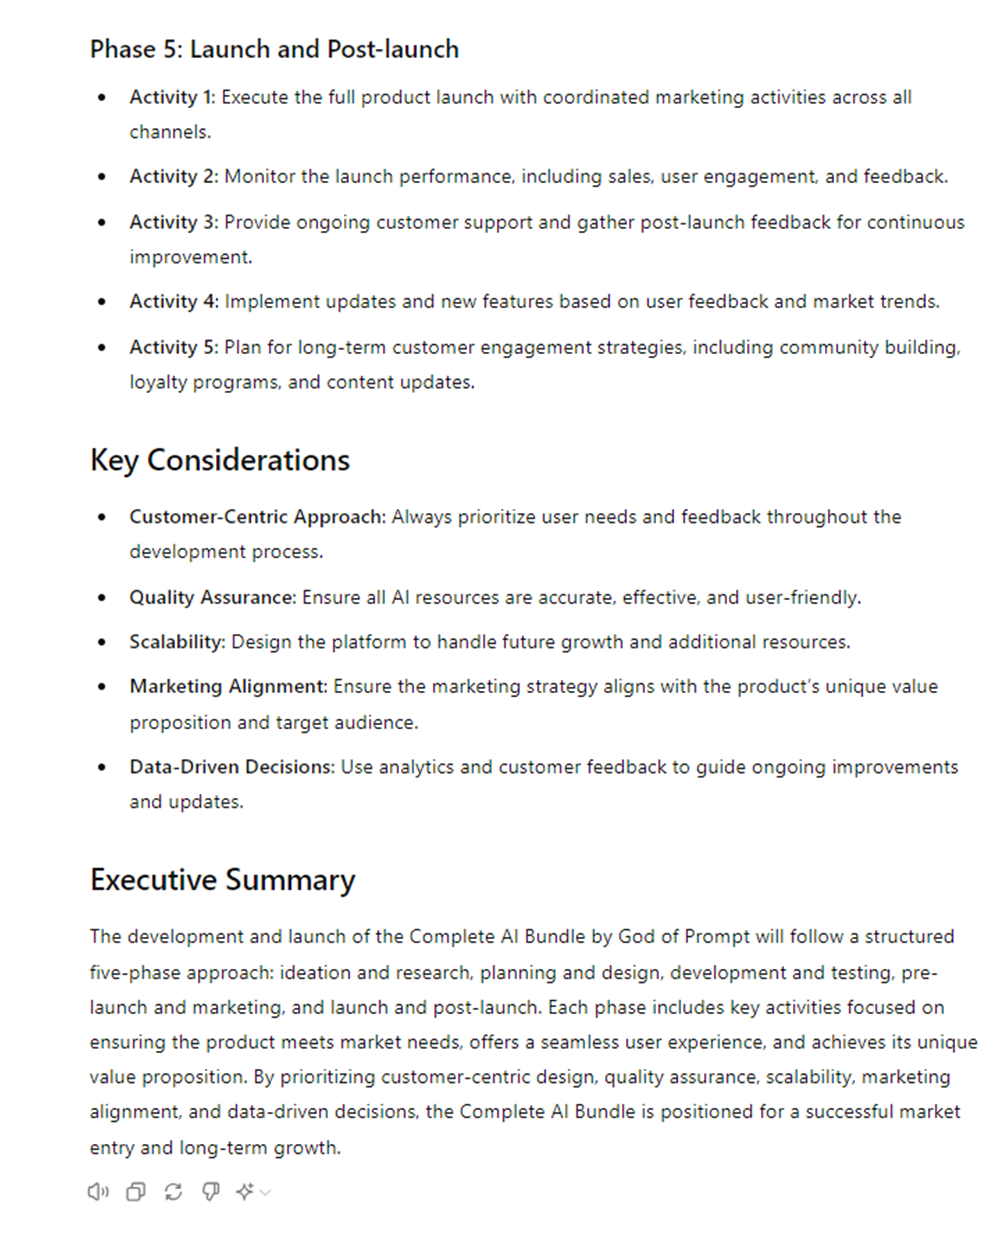 Phase 5: Launch and Post-launch
• Activity 1: Execute the full product launch with coordinated marketing activities across all
channels.
• Activity 2: Monitor the launch performance, including sales, user engagement, and feedback.
• Activity 3: Provide ongoing customer support and gather post-launch feedback for continuous
improvement.
• Activity 4: Implement updates and new features based on user feedback and market trends.
• Activity 5: Plan for long-term customer engagement strategies, including community building,
loyalty programs, and content updates.
Key Considerations
• Customer-Centric Approach: Always prioritize user needs and feedback throughout the
development process.
• Quality Assurance: Ensure all AI resources are accurate, effective, and user-friendly.
• Scalability: Design the platform to handle future growth and additional resources.
• Marketing Alignment: Ensure the marketing strategy aligns with the product's unique value
proposition and target audience.
• Data-Driven Decisions: Use analytics and customer feedback to guide ongoing improvements
and updates.
Executive Summary
The development and launch of the Complete AI Bundle by God of Prompt will follow a structured
five-phase approach: ideation and research, planning and design, development and testing, pre-
launch and marketing, and launch and post-launch. Each phase includes key activities focused on
ensuring the product meets market needs, offers a seamless user experience, and achieves its unique
value proposition. By prioritizing customer-centric design, quality assurance, scalability, marketing
alignment, and data-driven decisions, the Complete AI Bundle is positioned for a successful market
entry and long-term growth.